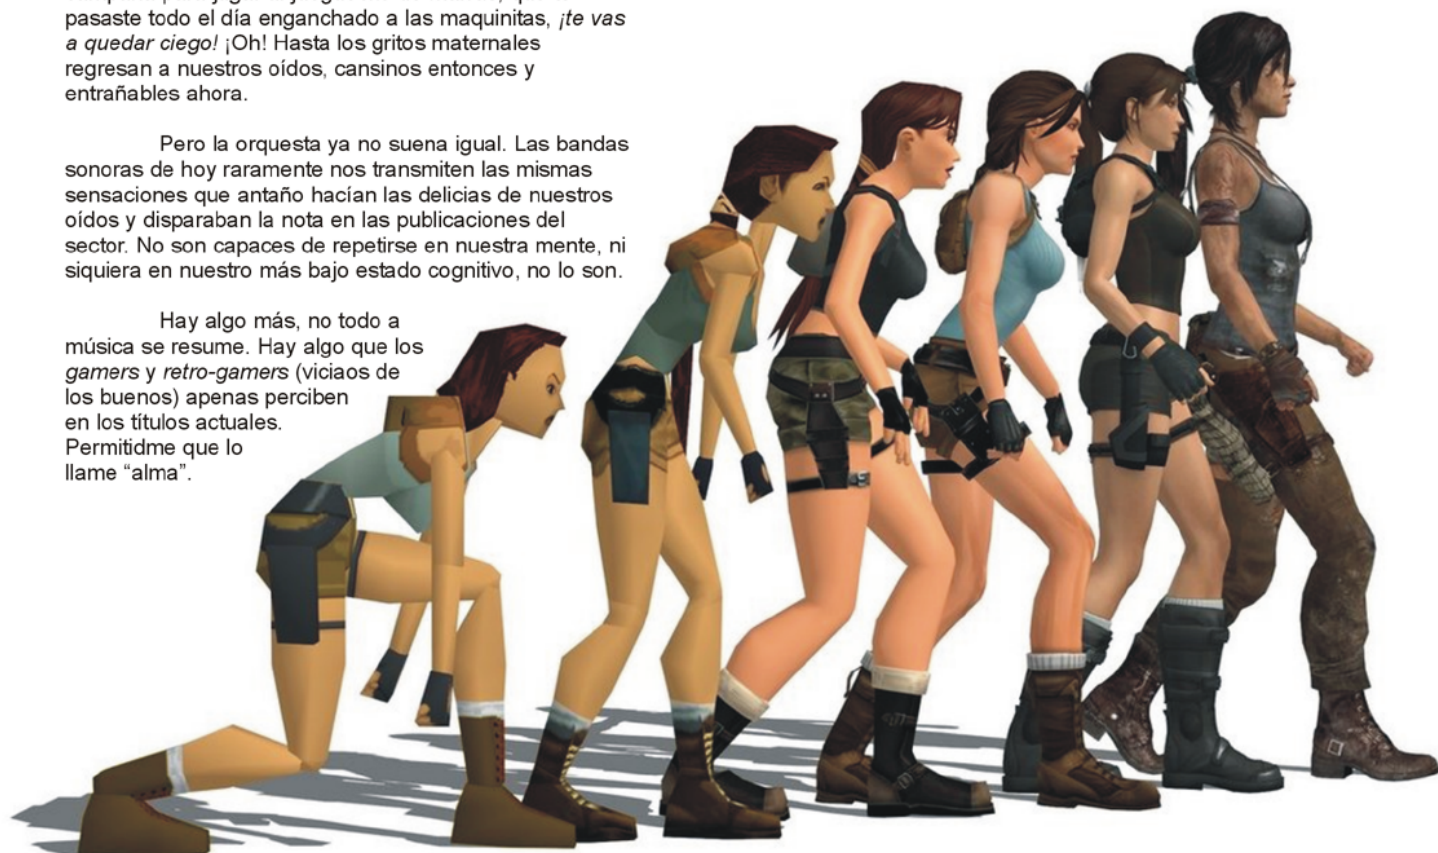 pasaste todo el día enganchado a las maquinitas, ¡te vas
a quedar ciego! ¡Oh! Hasta los gritos maternales
regresan a nuestros oídos, cansinos entonces y
entrañables ahora.
Pero la orquesta ya no suena igual. Las bandas
sonoras de hoy raramente nos transmiten las mismas
sensaciones que antaño hacían las delicias de nuestros
oídos y disparaban la nota en las publicaciones del
sector. No son capaces de repetirse en nuestra mente, ni
siquiera en nuestro más bajo estado cognitivo, no lo son.
Hay algo más, no todo a
música se resume. Hay algo que los
gamers y retro-gamers (viciaos de
los buenos) apenas perciben
en los títulos actuales.
Permitidme que lo
llame “alma”.